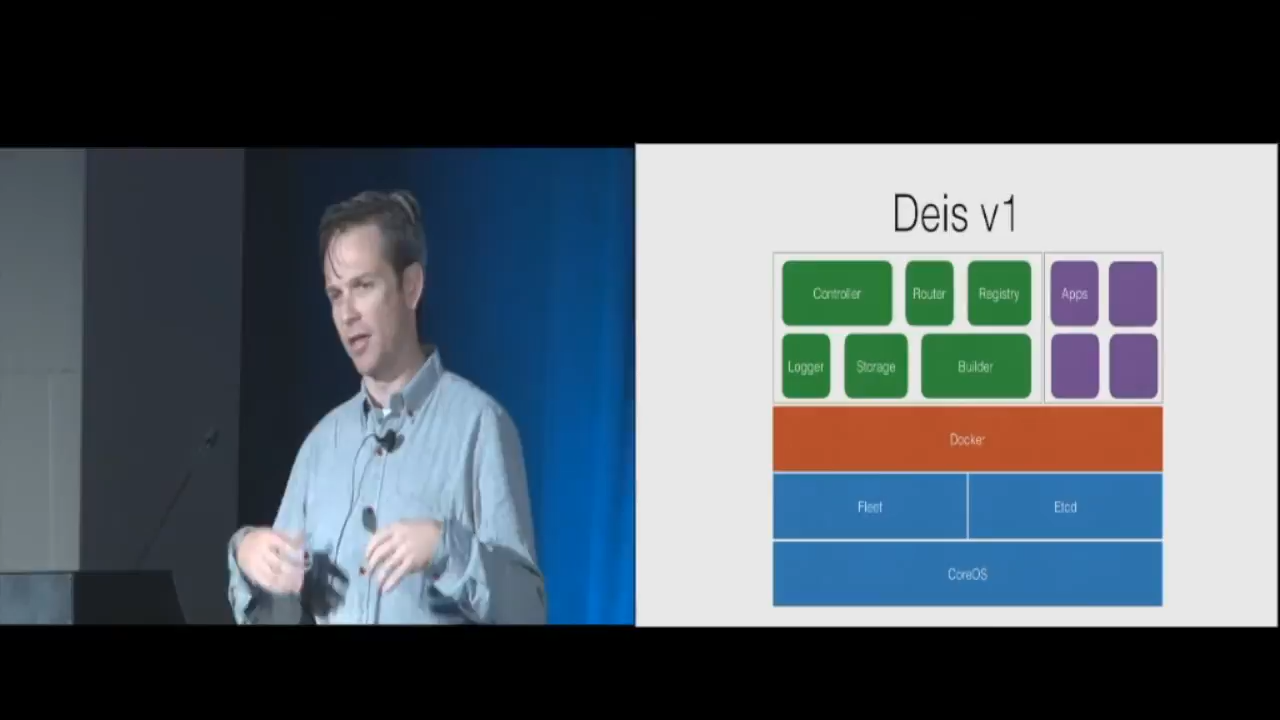 Deis v1
Controller Router Registry Apps
Logger Storage Builder
Docker
Fleet Etcd
CoreOS